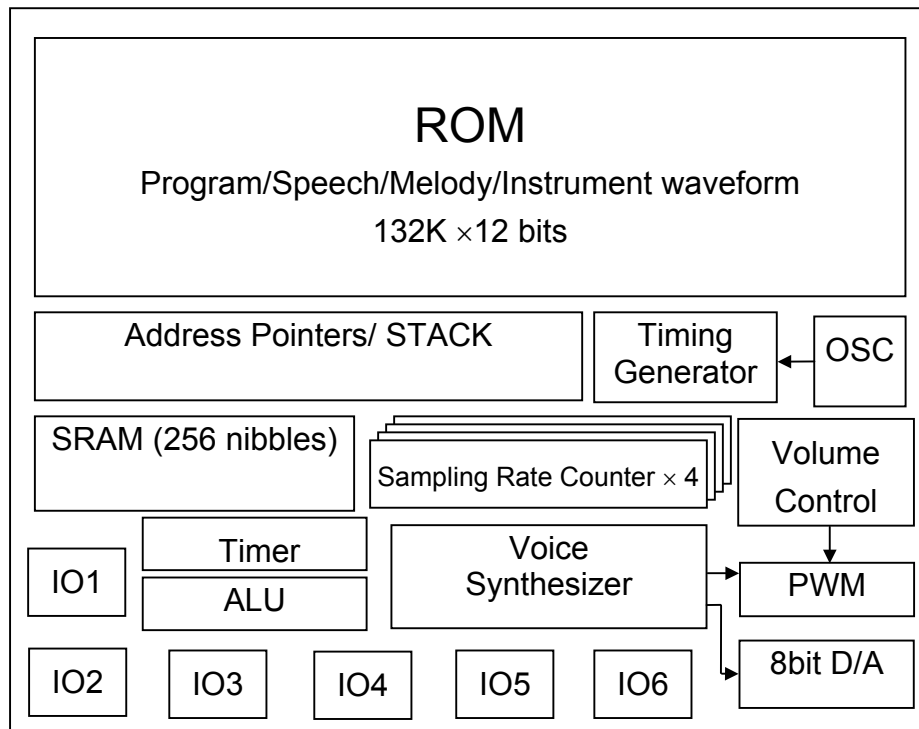 ROM
Program/Speech/Melody/Instrument waveform
132K ×12 bits
Address Pointers/ STACK
Timing
Generator
OSC
SRAM (256 nibbles)
Sampling Rate Counter × 4
Volume
Control
Timer
Voice
Synthesizer
IO1
ALU
PWM
IO2
IO3
IO4
IO5
IO6
8bit D/A